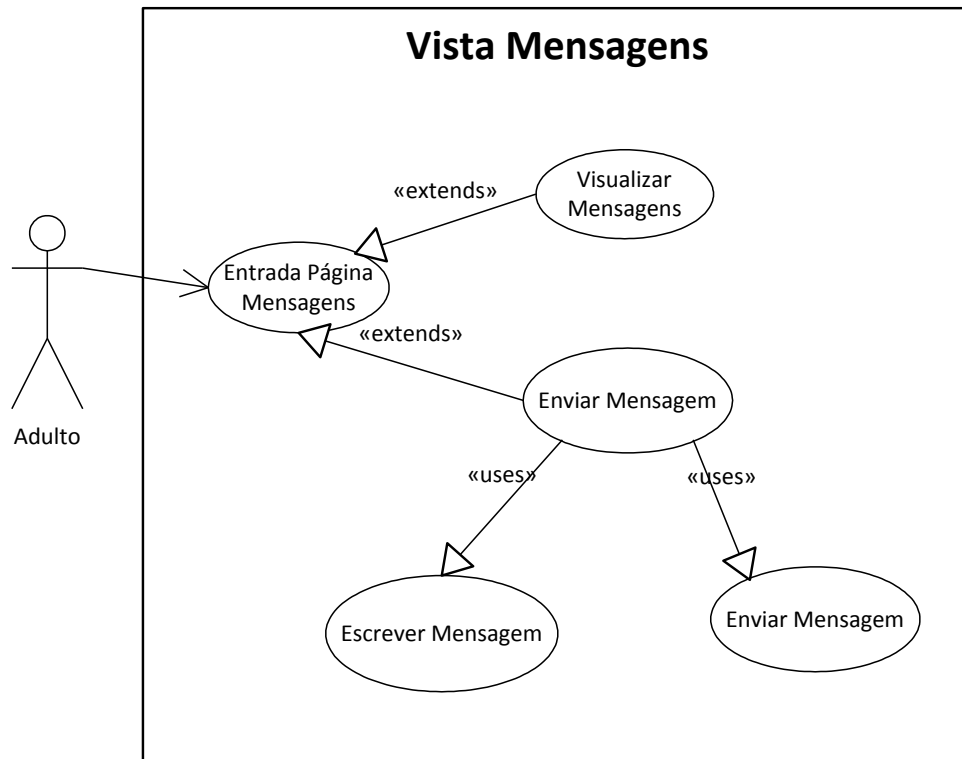 Vista Mensagens
Visualizar
Mensagens
«extends»
Entrada Página
Mensagens
«extends»
Enviar Mensagem
Adulto
«uses»
«uses»
Escrever Mensagem
Enviar Mensagem